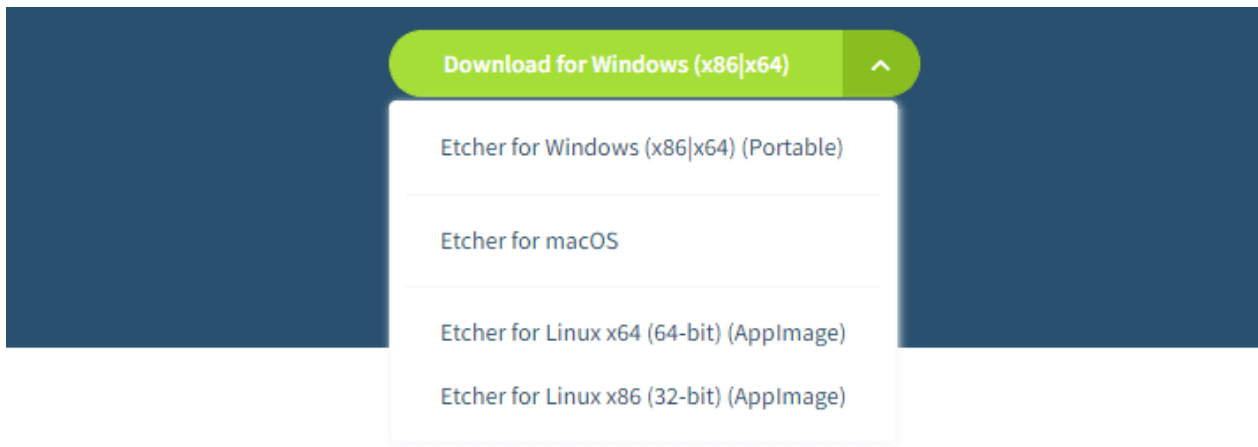 Download for Windows (x86|x64)
Etcher for Windows (x86|x64) (Portable)
Etcher for macOS
Etcher for Linux x64 (64-bit) (AppImage)
Etcher for Linux x86 (32-bit) (AppImage)